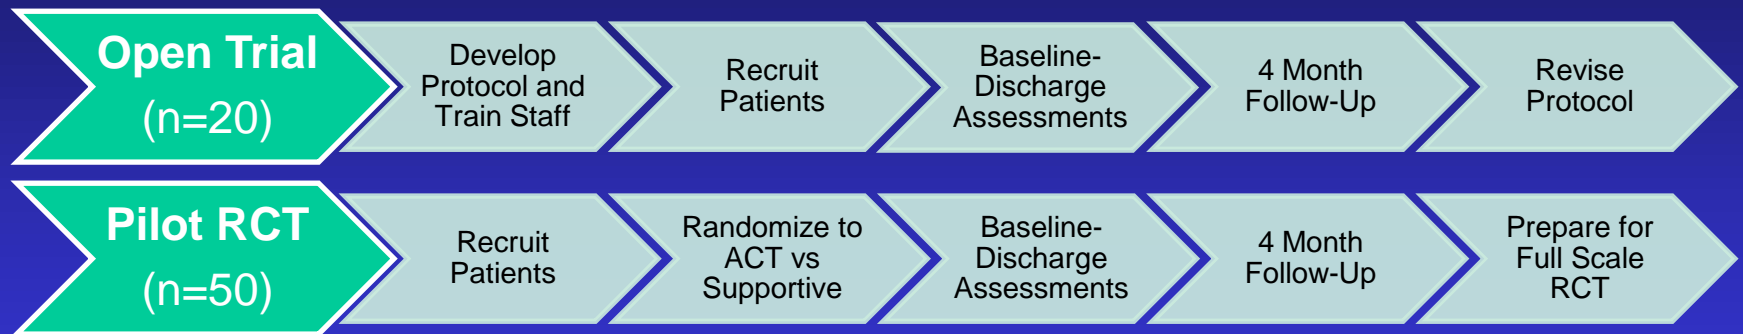 Open Trial
(n=20)
Develop
Protocol and
Train Staff
Recruit
Patients
Baseline-
Discharge
Assessments
4 Month
Follow-Up
Revise
Protocol
Pilot RCT
(n=50)
Recruit
Patients
Randomize to
ACT vs
Supportive
Baseline-
Discharge
Assessments
4 Month
Follow-Up
Prepare for
Full Scale
RCT